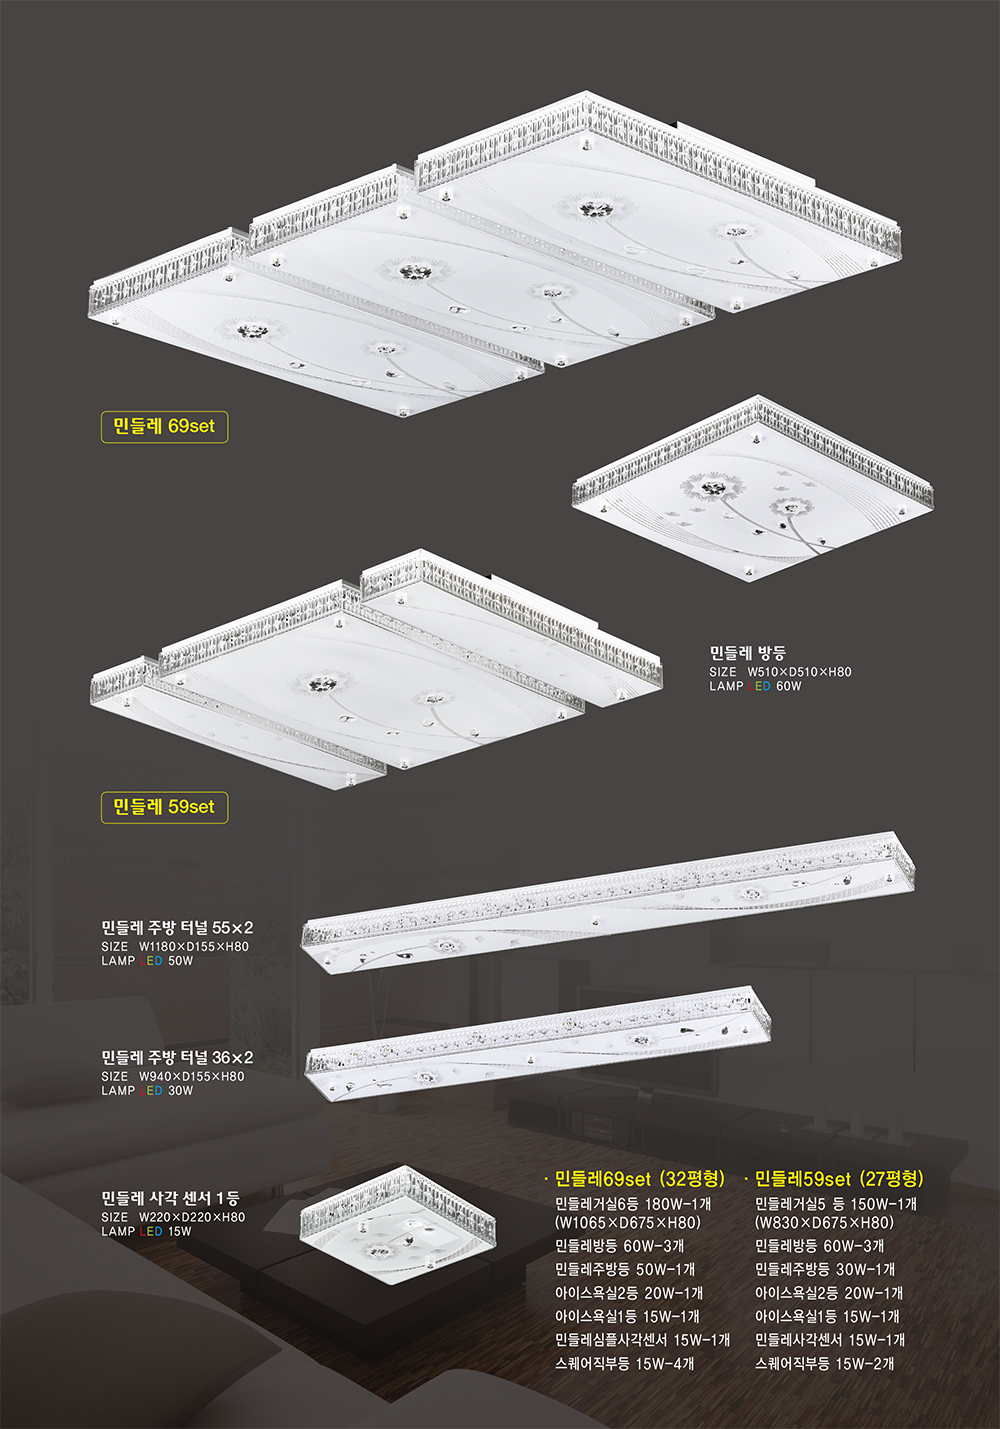 민들레 69set
민들레 방등
SIZE W510×D510×H80
LAMP LED 60W
민들레 59set
민들레 주방 터널 55×2
SIZE W1180×D155×H80
LAMP LED 50W
민들레 주방 터널 36×2
SIZE W940×D155×H80
LAMP LED 30W
민들레 사각 센서 1등
SIZE W220×D220×H80
LAMP LED 15W
· 민들레69set (32평형)
민들레거실6등 180W-1개
(W1065×D675×H80)
민들레방등 60W-3개
민들레주방등 50W-1개
아이스욕실2등 20W-1개
아이스욕실1등 15W-1개
민들레심플사각센서 15W-1개
스퀘어직부등 15W-4개
· 민들레59set (27평형)
민들레거실5 등 150W-1개
(W830×D675×H80)
민들레방등 60W-3개
민들레주방등 30W-1개
아이스욕실2등 20W-1개
아이스욕실1등 15W-1개
민들레사각센서 15W-1개
스퀘어직부등 15W-2개